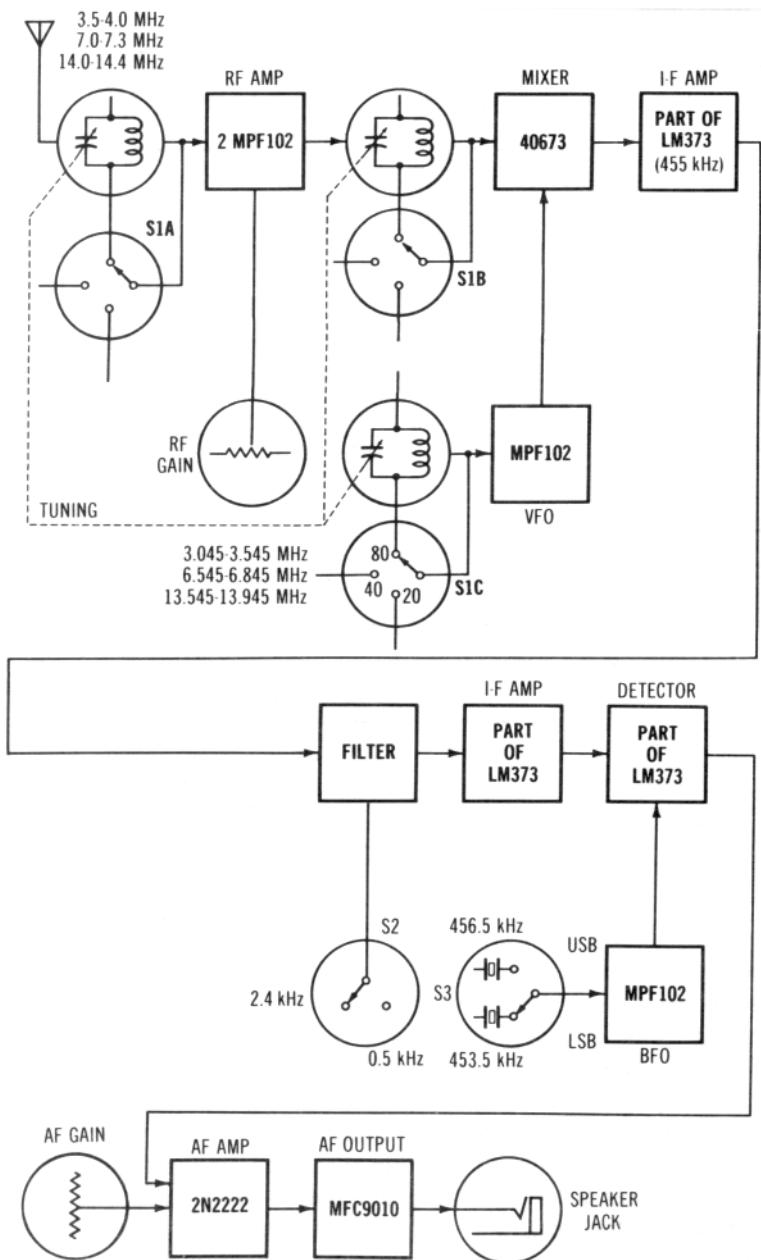 3.5-4.0 MHz
7.0-7.3 MHz
14.0-14.4 MHz
RF AMP
2 MPF102
MIXER
40673
I-F AMP
PART OF
LM373
(455 kHz)
S1A
S1B
RF
GAIN
TUNING
MPF102
VFO
3.045-3.545 MHz
6.545-6.845 MHz
13.545-13.945 MHz
80
40
20
S1C
FILTER
I-F AMP
PART
OF
LM373
DETECTOR
PART
OF
LM373
S2
2.4 kHz
0.5 kHz
456.5 kHz
S3
453.5 kHz
USB
LSB
MPF102
BFO
AF GAIN
AF AMP
2N2222
AF OUTPUT
MFC9010
SPEAKER
JACK